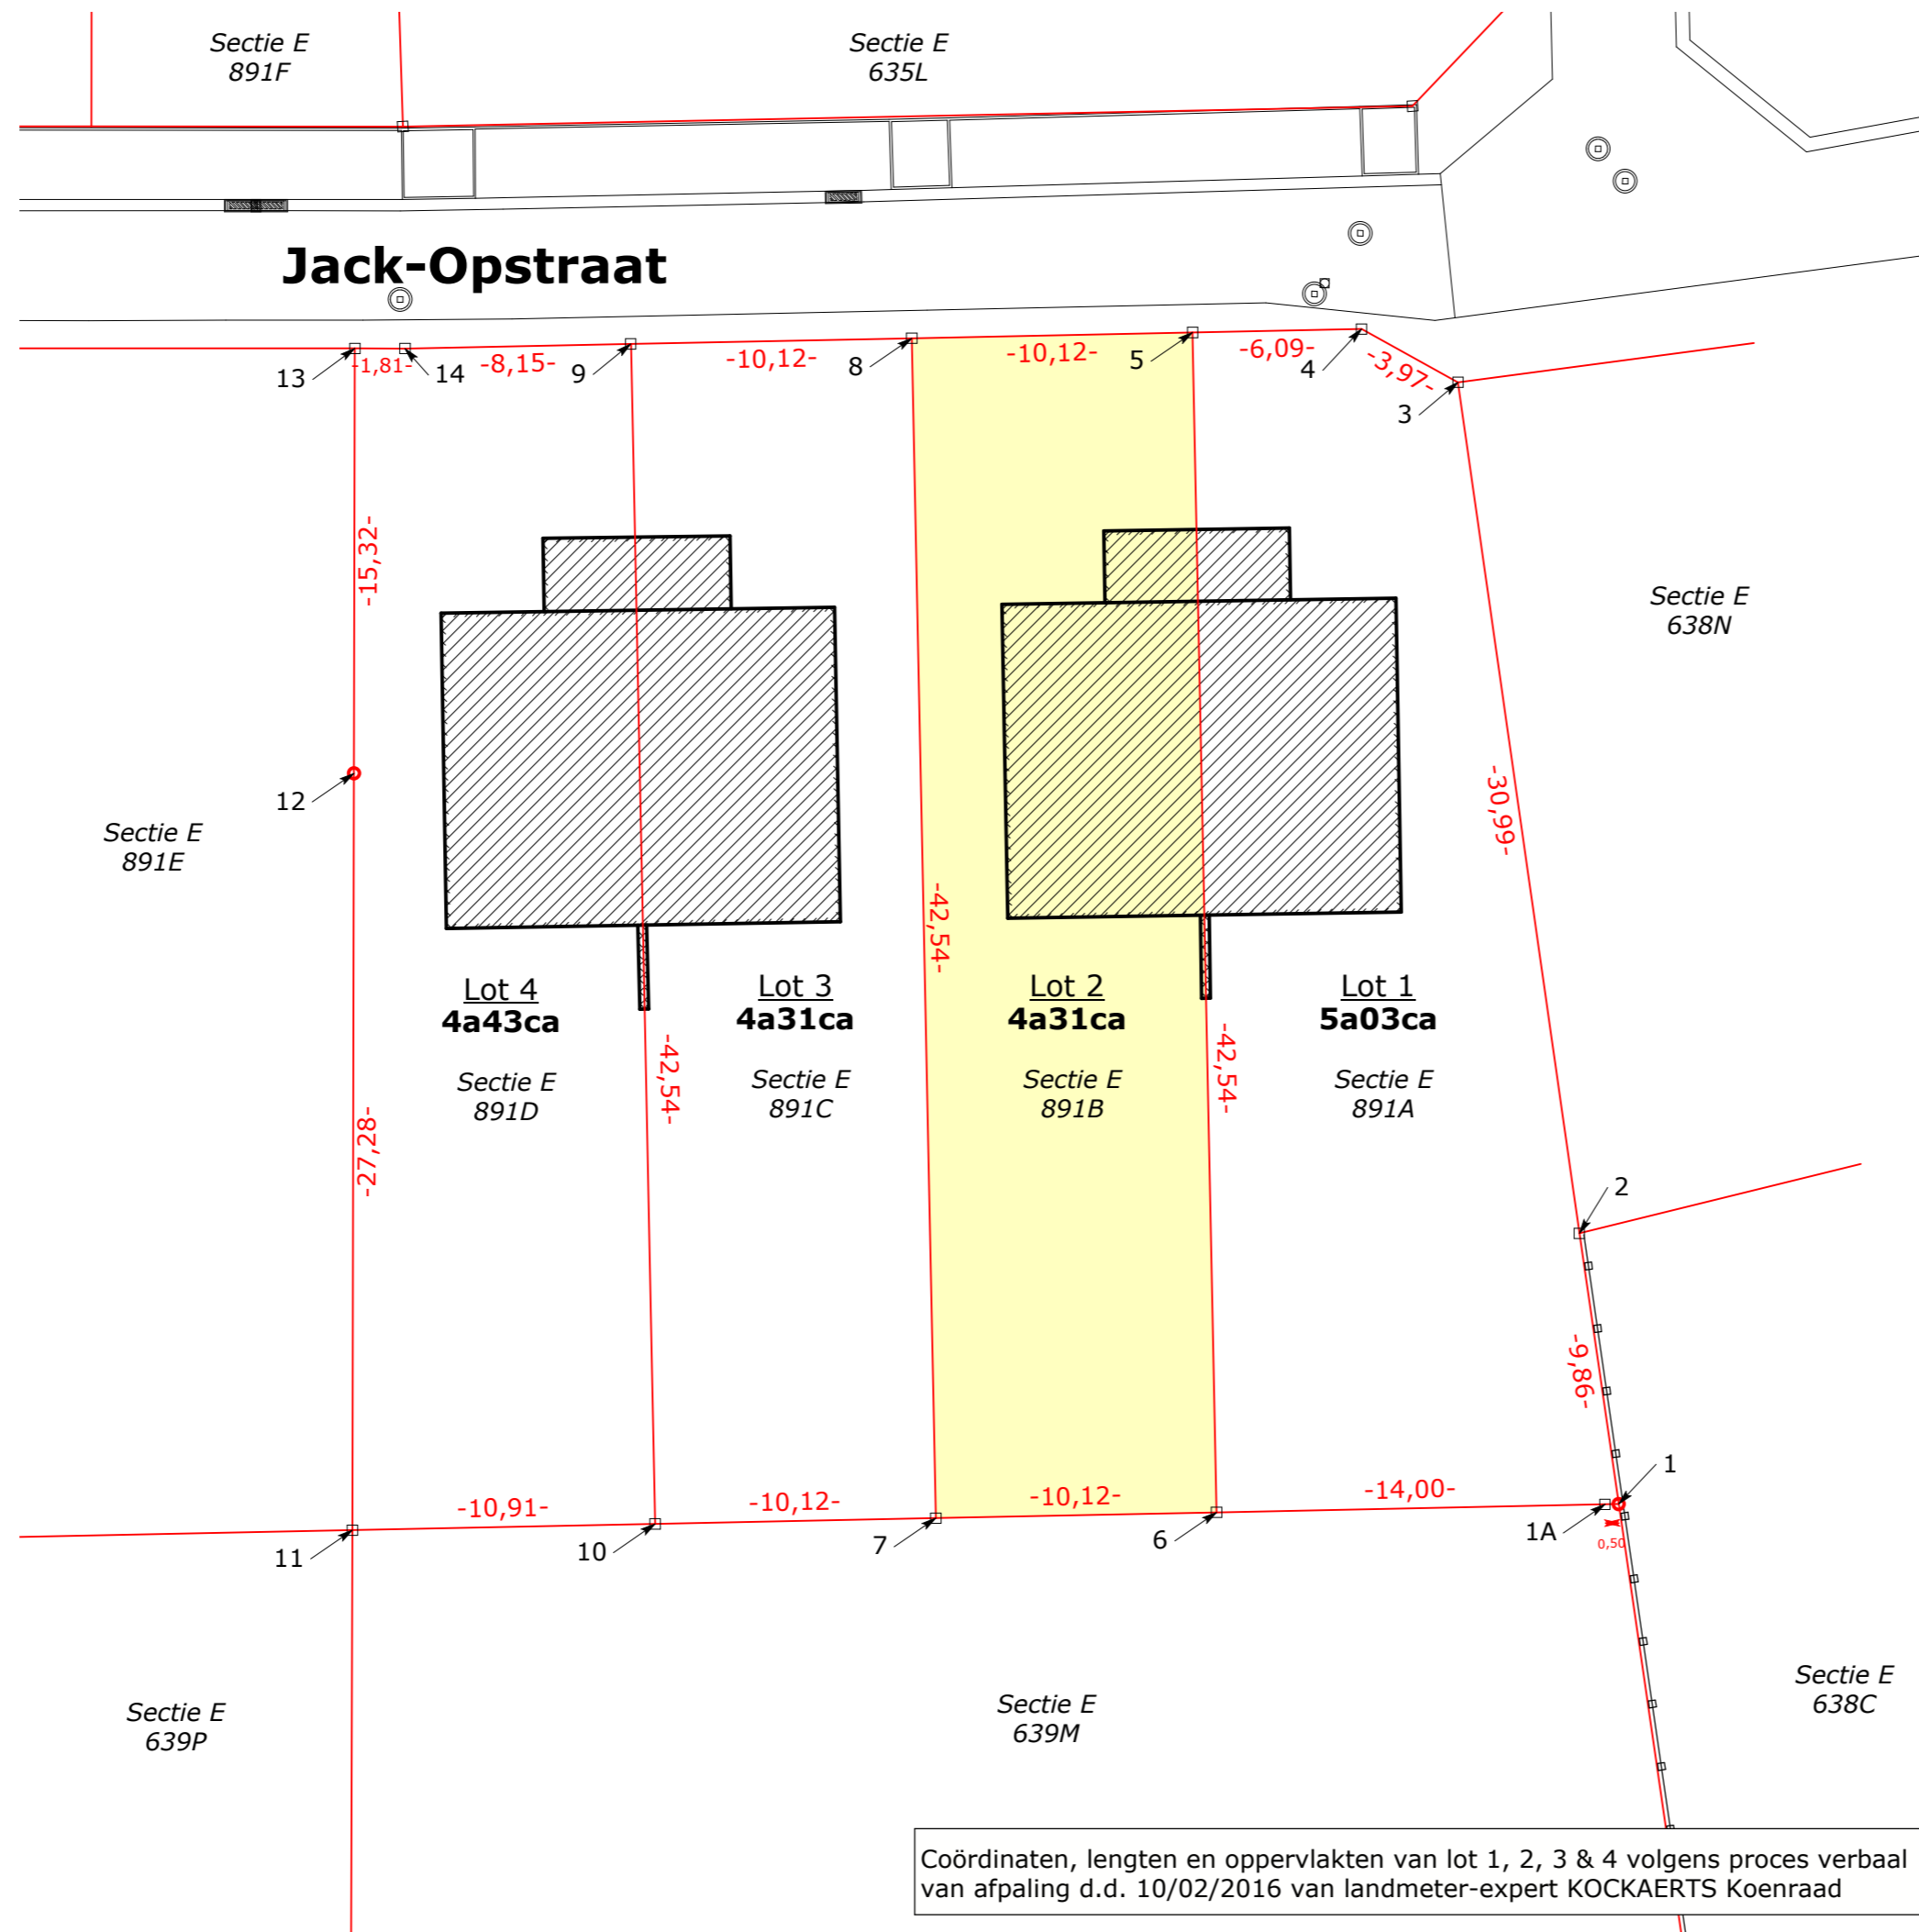 Sectie E
891F
Sectie E
635L
Jack-Opstraat
13
-1,81-
14
-8,15-
9
-10,12-
8
-10,12-
5
-6,09-
4
-3,97-
3
-15,32-
12
Sectie E
638N
-30,99-
Sectie E
891E
-42,54-
Lot 4
4a43ca
Sectie E
891D
Lot 3
4a31ca
Sectie E
891C
Lot 2
4a31ca
Sectie E
891B
Lot 1
5a03ca
Sectie E
891A
-42,54-
-42,54-
-27,28-
2
-9,86-
1
-10,91-
-10,12-
-10,12-
-14,00-
11
10
7
6
1A
0,50
Sectie E
639P
Sectie E
639M
Sectie E
638C
Coördinaten, lengten en oppervlakten van lot 1, 2, 3 & 4 volgens proces verbaal
van afpaling d.d. 10/02/2016 van landmeter-expert KOCKAERTS Koenraad